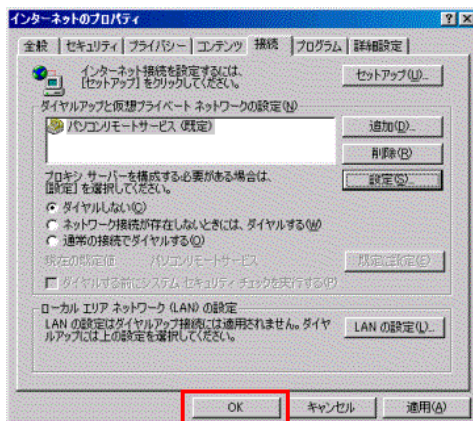 インターネットのプロパティ
全般 セキュリティ プライバシー コンテンツ 接続 プログラム 詳細設定
インターネット接続を設定するには、
[セットアップ] をクリックしてください。
セットアップ(U)...
ダイヤルアップと仮想プライベート ネットワークの設定(N)
パソコンリモートサービス (既定)
追加(D)...
削除(R)
プロキシ サーバーを構成する必要がある場合は、
[設定] を選択してください。
設定(S)...
ダイヤルしない(C)
ネットワーク接続が存在しないときには、ダイヤルする(W)
通常の接続でダイヤルする(O)
現在の既定値 パソコンリモートサービス
既定に設定(E)
ダイヤルする前にシステム セキュリティ チェックを実行する(P)
ローカル エリア ネットワーク (LAN) の設定
LAN の設定はダイヤルアップ接続には適用されません。ダイヤ
ルアップには上の設定を選択してください。
LAN の設定(L)...
OK キャンセル 適用(A)